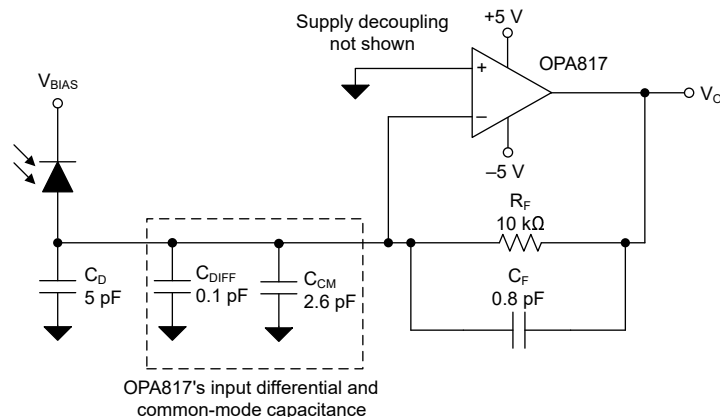 Supply decoupling
not shown
+5 V
OPA817
+
−
–5 V
V_O
V_BIAS
R_F
10 kΩ
C_F
0.8 pF
C_D
5 pF
C_DIFF
0.1 pF
C_CM
2.6 pF
OPA817's input differential and
common-mode capacitance